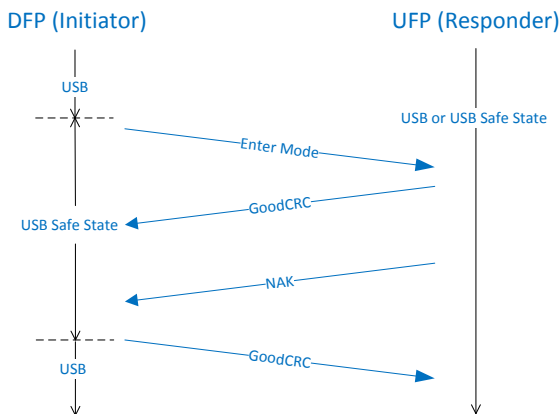 DFP (Initiator)
UFP (Responder)
USB
USB or USB Safe State
Enter Mode
GoodCRC
USB Safe State
NAK
GoodCRC
USB